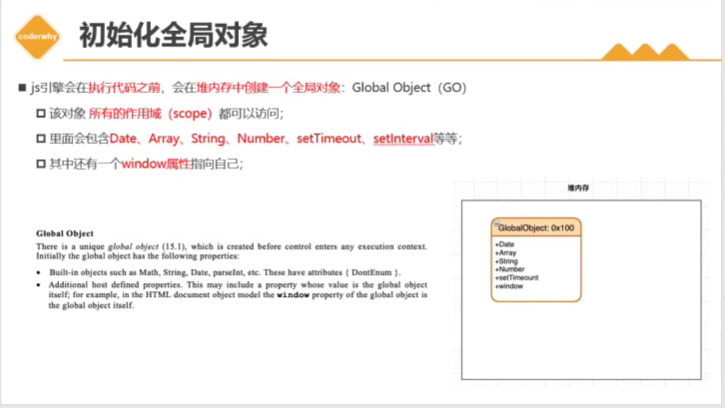 coderwhy
初始化全局对象
■ js引擎会在执行代码之前，会在堆内存中创建一个全局对象：Global Object（GO）
□ 该对象 所有的作用域（scope）都可以访问；
□ 里面会包含Date、Array、String、Number、setTimeout、setInterval等等；
□ 其中还有一个window属性指向自己；
堆内存
Global Object
There is a unique global object (15.1), which is created before control enters any execution context.
Initially the global object has the following properties:
• Built-in objects such as Math, String, Date, parseInt, etc. These have attributes { DontEnum }.
• Additional host defined properties. This may include a property whose value is the global object
itself; for example, in the HTML document object model the window property of the global object is
the global object itself.
GlobalObject: 0x100
+Date
+Array
+String
+Number
+setTimeount
+window